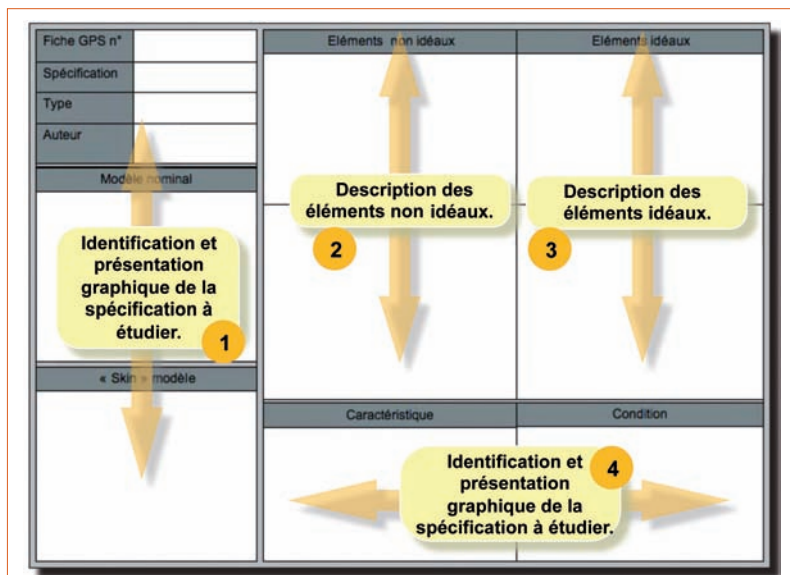 Fiche GPS n°
Spécification
Type
Auteur
Modèle nominal
Identification et
présentation
graphique de la
spécification à
étudier.
1
« Skin » modèle
Eléments non idéaux
Eléments idéaux
Description des
éléments non idéaux.
2
Description des
éléments idéaux.
3
Caractéristique
Condition
Identification et
présentation
graphique de la
spécification à étudier.
4